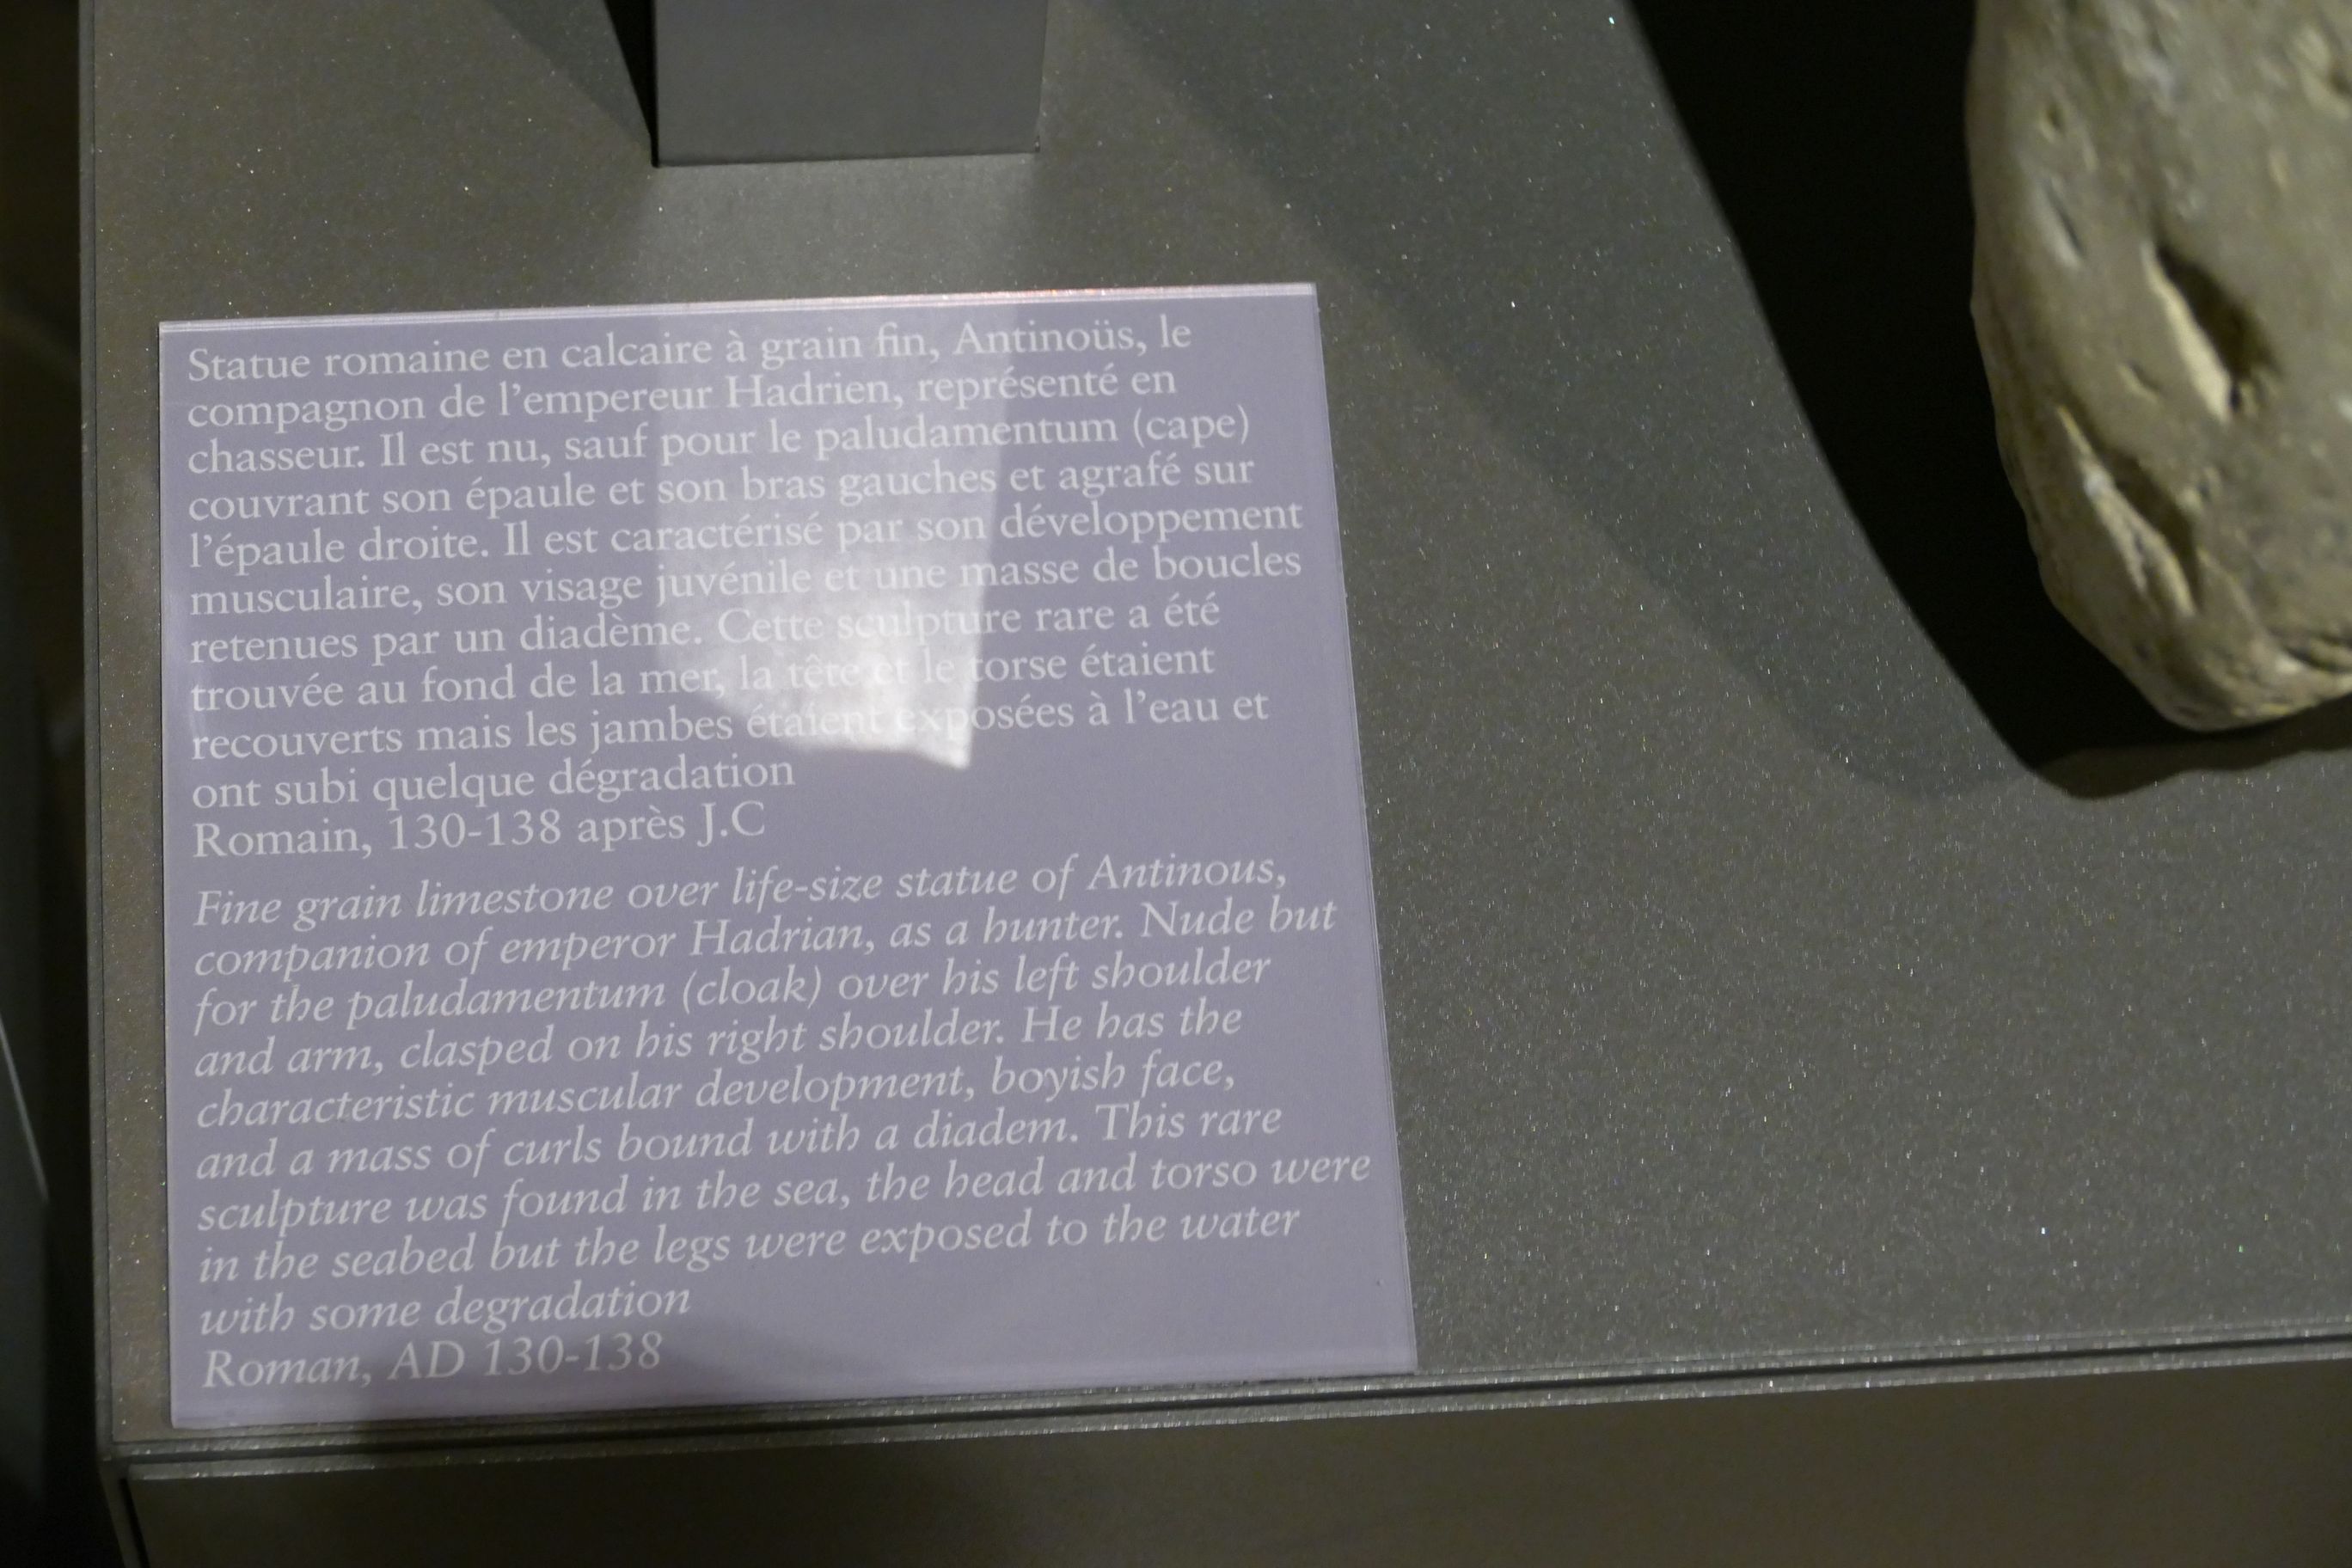 Statue romaine en calcaire à grain fin, Antinoüs, le
compagnon de l'empereur Hadrien, représenté en
chasseur. Il est nu, sauf pour le paludamentum (cape)
couvrant son épaule et son bras gauches et agrafé sur
l'épaule droite. Il est caractérisé par son développement
musculaire, son visage juvénile et une masse de boucles
retenues par un diadème. Cette sculpture rare a été
trouvée au fond de la mer, la tête et le torse étaient
recouverts mais les jambes étaient exposées à l'eau et
ont subi quelque dégradation
Romain, 130-138 après J.C
Fine grain limestone over life-size statue of Antinous,
companion of emperor Hadrian, as a hunter. Nude but
for the paludamentum (cloak) over his left shoulder
and arm, clasped on his right shoulder. He has the
characteristic muscular development, boyish face,
and a mass of curls bound with a diadem. This rare
sculpture was found in the sea, the head and torso were
in the seabed but the legs were exposed to the water
with some degradation
Roman, AD 130-138